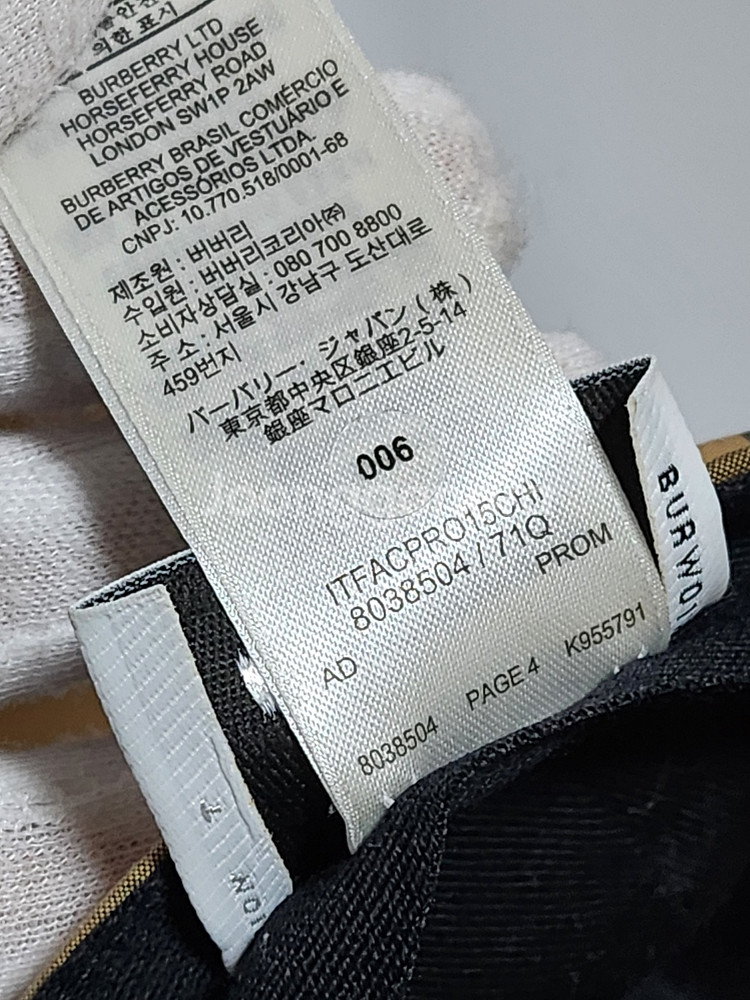 의한 표시
BURBERRY LTD
HORSEFERRY HOUSE
HORSEFERRY ROAD
LONDON SW1P 2AW
BURBERRY BRASIL COMÉRCIO
DE ARTIGOS DE VESTUÁRIO E
ACESSÓRIOS LTDA.
CNPJ: 10.770.518/0001-68
제조원 : 버버리
수입원 : 버버리코리아㈜
소비자상담실 : 080 700 8800
주 소 : 서울시 강남구 도산대로
459번지
バーバリー・ジャパン(株)
東京都中央区銀座2-5-14
銀座マロニエビル
006
ITFACPRO15CHI
8038504 / 71Q
PROM
AD
8038504 PAGE 4 K955791